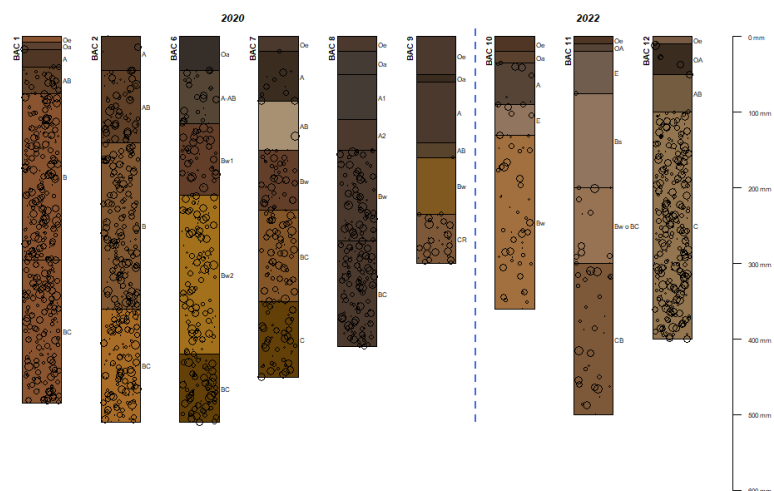 2020
2022
BAC 1
Oe
Oa
A
AB
B
BC
BAC 2
A
AB
B
BC
BAC 6
Oa
A-AB
Bw1
Bw2
BC
BAC 7
Oe
A
AB
Bw
BC
C
BAC 8
Oe
Oa
A1
A2
Bw
BC
BAC 9
Oe
Oa
A
AB
Bw
CR
BAC 10
Oe
Oa
A
E
Bw
BAC 11
Oe
OA
E
Bs
Bw o BC
CB
BAC 12
Oe
OA
AB
C
0 mm
100 mm
200 mm
300 mm
400 mm
500 mm
600 mm